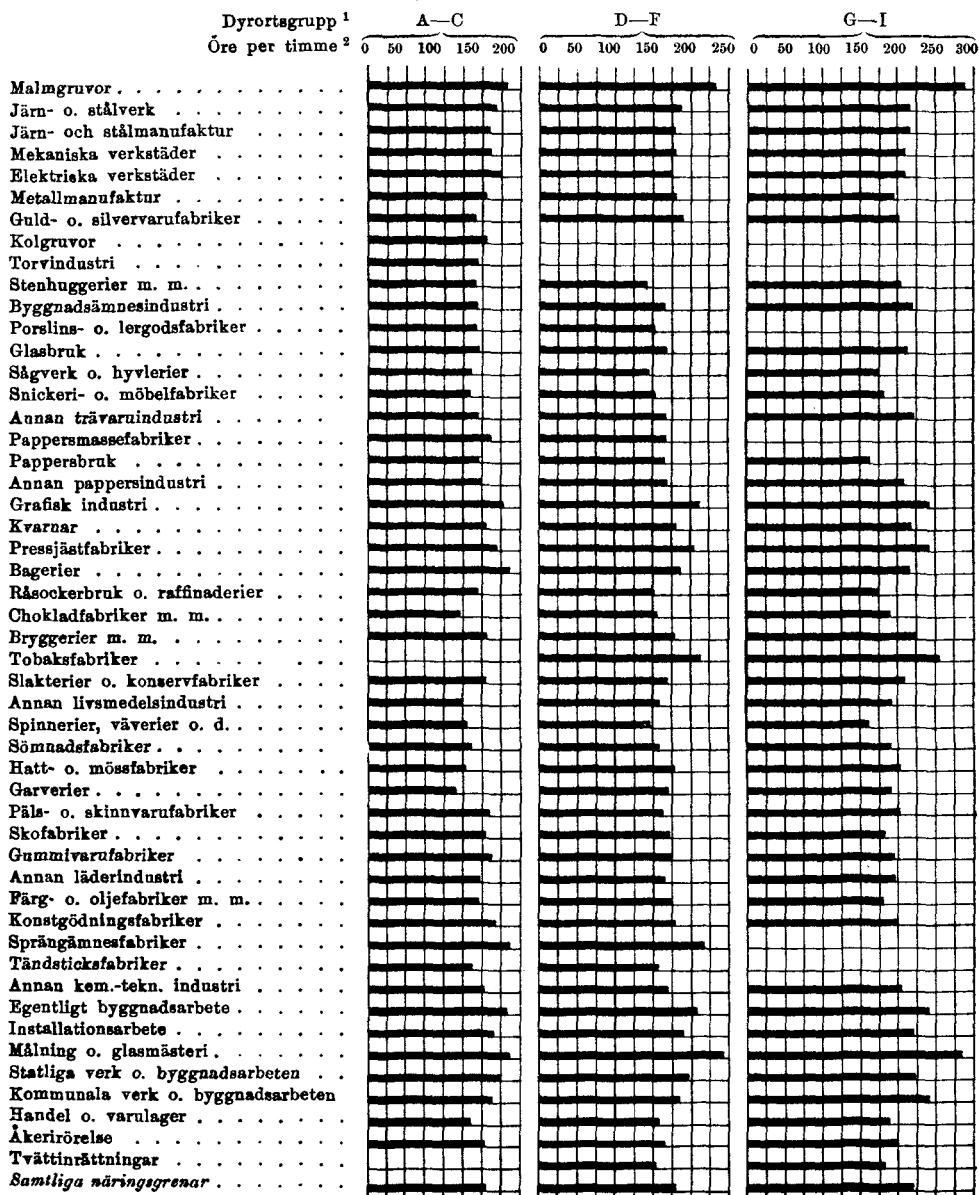 Dyrortsgrupp ¹ A—C D—F G—I
Öre per timme ² 0 50 100 150 200 0 50 100 150 200 250 0 50 100 150 200 250 300
Malmgruvor . . . . . . . . . . . .
Järn- o. stålverk . . . . . . . . .
Järn- och stålmanufaktur . . . . .
Mekaniska verkstäder . . . . . . .
Elektriska verkstäder . . . . . . .
Metallmanufaktur . . . . . . . . .
Guld- o. silvervarufabriker . . . . .
Kolgruvor . . . . . . . . . . . .
Torvindustri . . . . . . . . . . .
Stenhuggerier m. m. . . . . . . . .
Byggnadsämnesindustri . . . . . . .
Porslins- o. lergodsfabriker . . . . .
Glasbruk . . . . . . . . . . . . .
Sågverk o. hyvlerier . . . . . . .
Snickeri- o. möbelfabriker . . . . .
Annan trävaruindustri . . . . . . .
Pappersmassefabriker . . . . . . . .
Pappersbruk . . . . . . . . . . .
Annan pappersindustri . . . . . . .
Grafisk industri . . . . . . . . . .
Kvarnar . . . . . . . . . . . .
Pressjästfabriker . . . . . . . . . .
Bagerier . . . . . . . . . . . . .
Råsockerbruk o. raffinaderier . . . .
Chokladfabriker m. m. . . . . . . .
Bryggerier m. m. . . . . . . . . .
Tobaksfabriker . . . . . . . . . .
Slakterier o. konservfabriker . . . .
Annan livsmedelsindustri . . . . . .
Spinnerier, väverier o. d. . . . . . .
Sömnadsfabriker . . . . . . . . . .
Hatt- o. mössfabriker . . . . . . .
Garverier . . . . . . . . . . . .
Päls- o. skinnvarufabriker . . . . .
Skofabriker . . . . . . . . . . . .
Gummivarufabriker . . . . . . . .
Annan läderindustri . . . . . . . .
Färg- o. oljefabriker m. m. . . . . .
Konstgödningsfabriker . . . . . . .
Sprängämnesfabriker . . . . . . . .
Tändsticksfabriker . . . . . . . . .
Annan kem.-tekn. industri . . . . .
Egentligt byggnadsarbete . . . . . .
Installationsarbete . . . . . . . . .
Målning o. glasmästeri . . . . . . .
Statliga verk o. byggnadsarbeten . .
Kommunala verk o. byggnadsarbeten
Handel o. varulager . . . . . . . .
Åkerirörelse . . . . . . . . . . .
Tvättinrättningar . . . . . . . . .
Samtliga näringsgrenar . . . . . . .